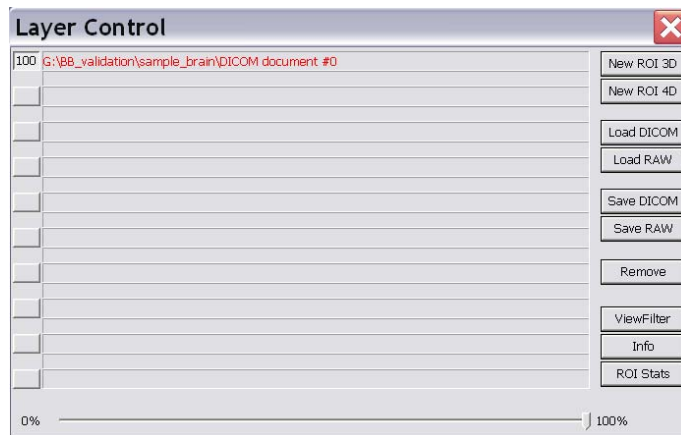 Layer Control
100 G:\BB_validation\sample_brain\DICOM document #0
New ROI 3D
New ROI 4D
Load DICOM
Load RAW
Save DICOM
Save RAW
Remove
ViewFilter
Info
ROI Stats
0% 100%